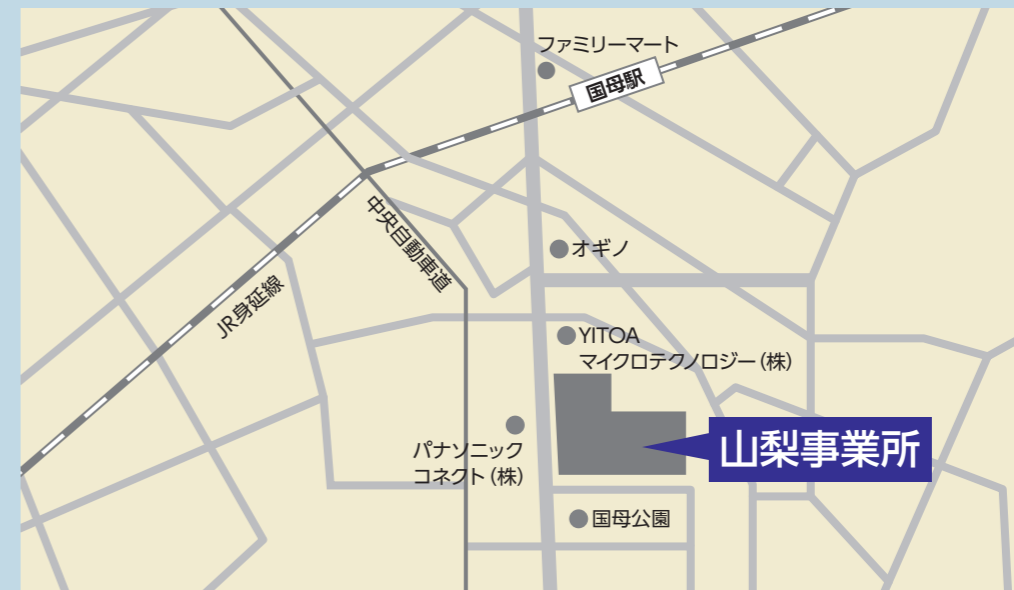 ファミリーマート
国母駅
中央自動車道
JR身延線
オギノ
YITOA
マイクロテクノロジー(株)
パナソニック
コネクト(株)
山梨事業所
国母公園